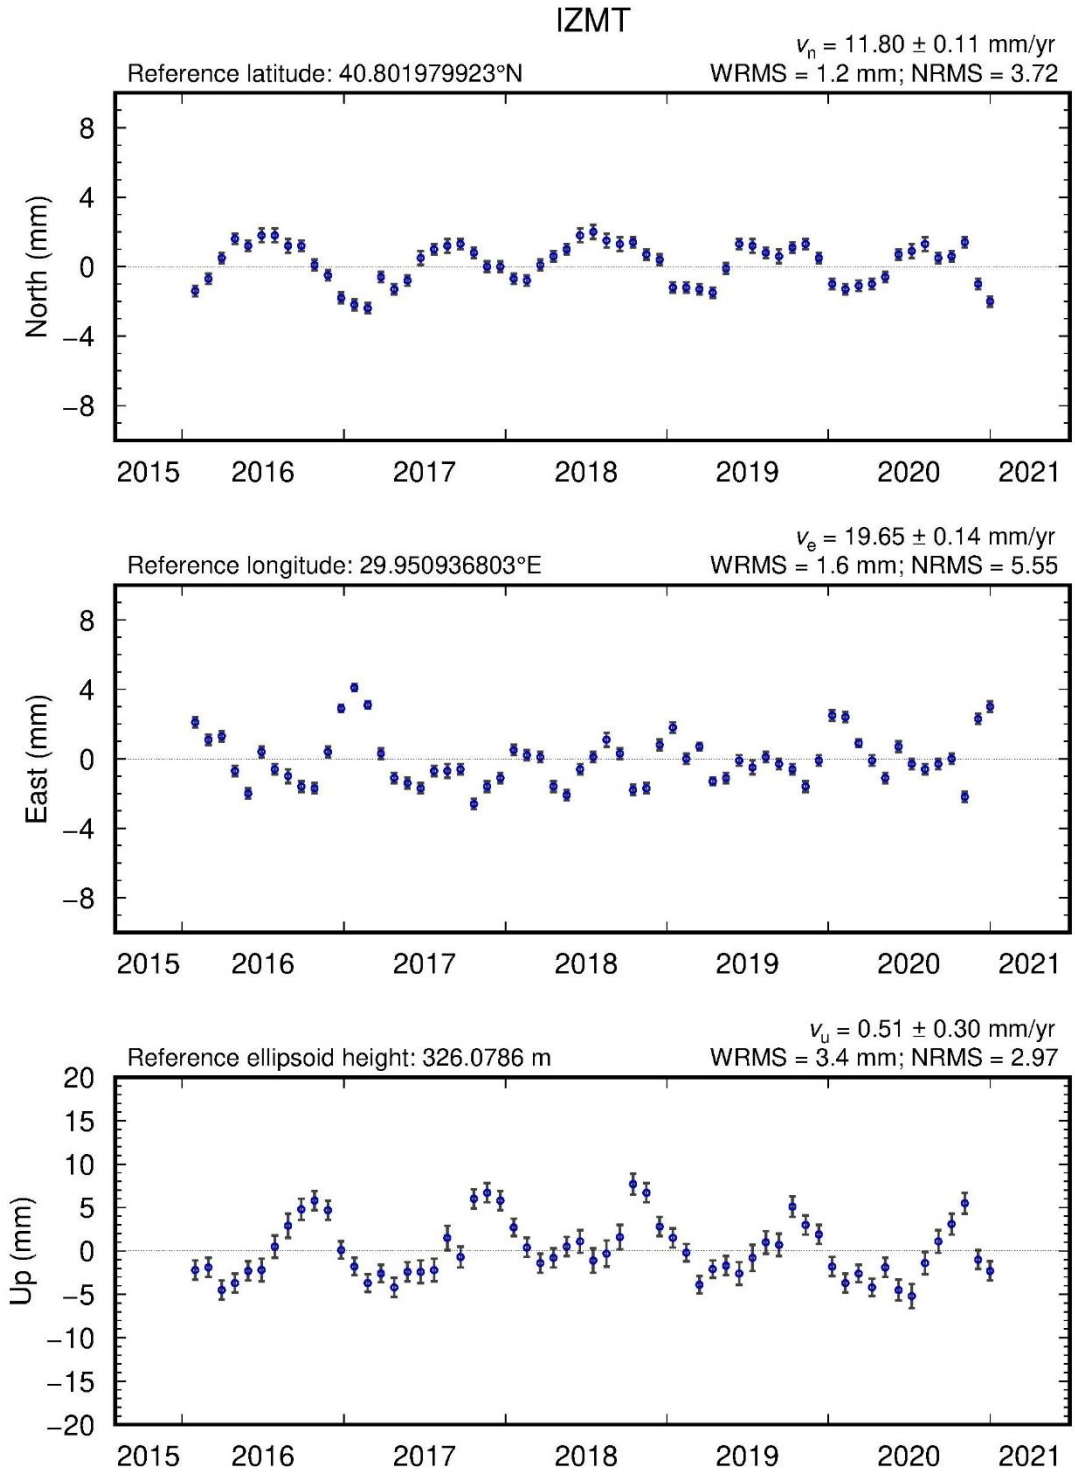 IZMT
vn = 11.80 ± 0.11 mm/yr
Reference latitude: 40.801979923°N WRMS = 1.2 mm; NRMS = 3.72
8
4
0
−4
−8
North (mm)
2015 2016 2017 2018 2019 2020 2021
ve = 19.65 ± 0.14 mm/yr
Reference longitude: 29.950936803°E WRMS = 1.6 mm; NRMS = 5.55
8
4
0
−4
−8
East (mm)
2015 2016 2017 2018 2019 2020 2021
vu = 0.51 ± 0.30 mm/yr
Reference ellipsoid height: 326.0786 m WRMS = 3.4 mm; NRMS = 2.97
20
15
10
5
0
−5
−10
−15
−20
Up (mm)
2015 2016 2017 2018 2019 2020 2021